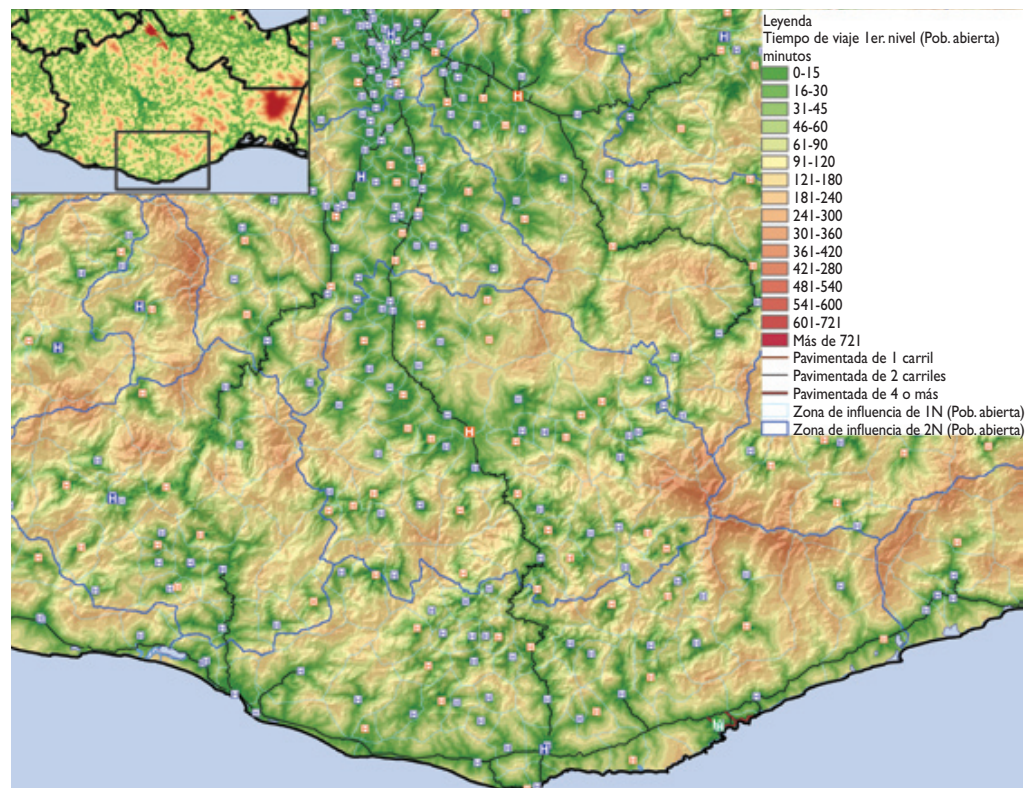 Leyenda
Tiempo de viaje 1er. nivel (Pob. abierta)
minutos
0-15
16-30
31-45
46-60
61-90
91-120
121-180
181-240
241-300
301-360
361-420
421-280
481-540
541-600
601-721
Más de 721
Pavimentada de 1 carril
Pavimentada de 2 carriles
Pavimentada de 4 o más
Zona de influencia de 1N (Pob. abierta)
Zona de influencia de 2N (Pob. abierta)